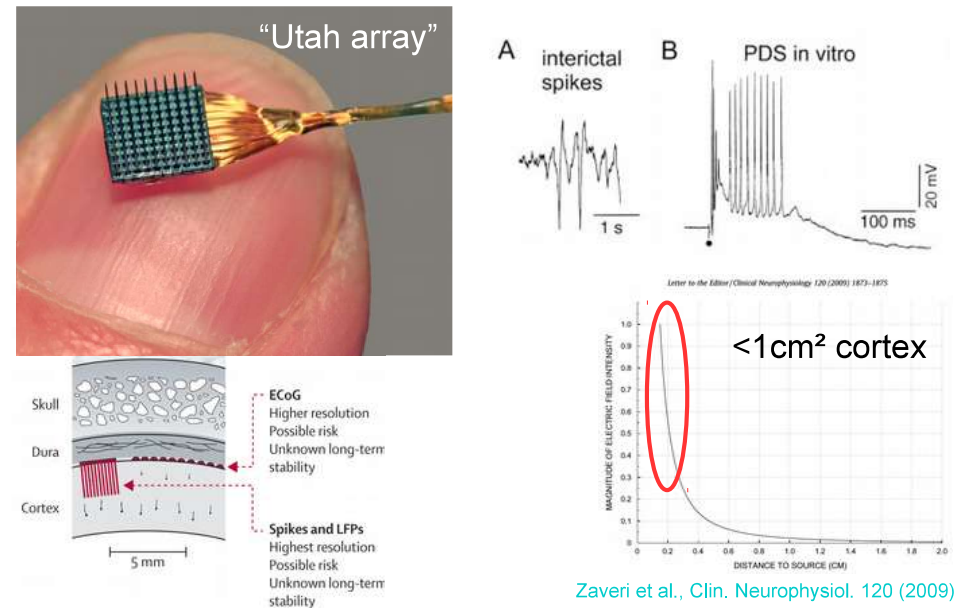 “Utah array”
A
interictal
spikes
1 s
B
PDS in vitro
20 mV
100 ms
Skull
Dura
Cortex
5 mm
ECoG
Higher resolution
Possible risk
Unknown long-term
stability
Spikes and LFPs
Highest resolution
Possible risk
Unknown long-term
stability
Letter to the Editor / Clinical Neurophysiology 120 (2009) 1873–1875
<1cm² cortex
MAGNITUDE OF ELECTRIC FIELD INTENSITY
1.0
0.9
0.8
0.7
0.6
0.5
0.4
0.3
0.2
0.1
0
0 0.2 0.4 0.6 0.8 1.0 1.2 1.4 1.6 1.8 2.0
DISTANCE TO SOURCE (CM)
Zaveri et al., Clin. Neurophysiol. 120 (2009)